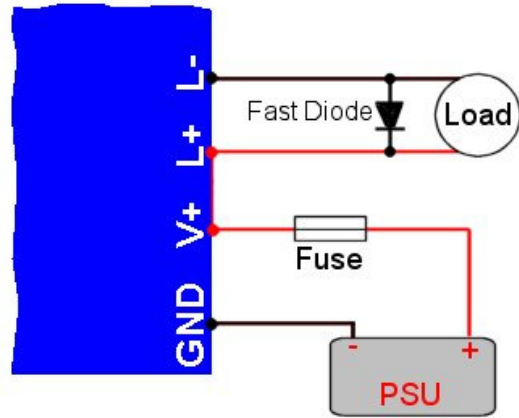 L-
Fast Diode
Load
L+
V+
Fuse
GND
- +
PSU